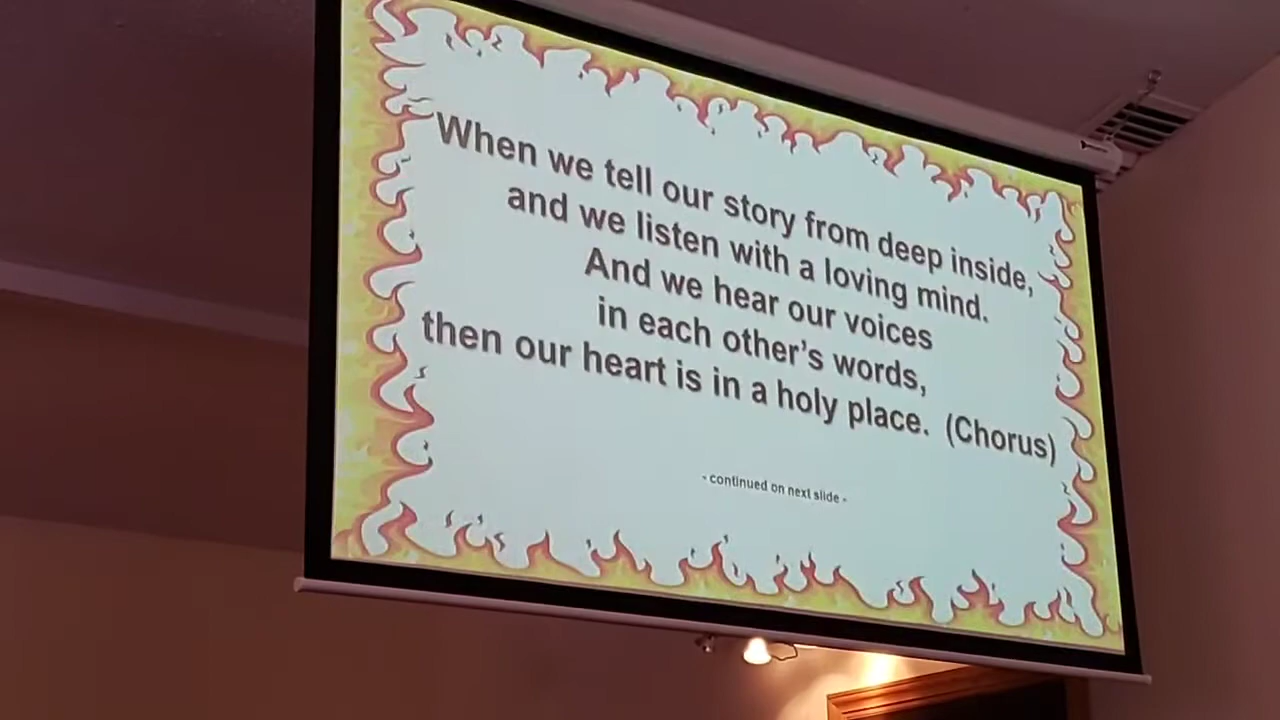 When we tell our story from deep inside,
and we listen with a loving mind.
And we hear our voices
in each other’s words,
then our heart is in a holy place. (Chorus)
- continued on next slide -